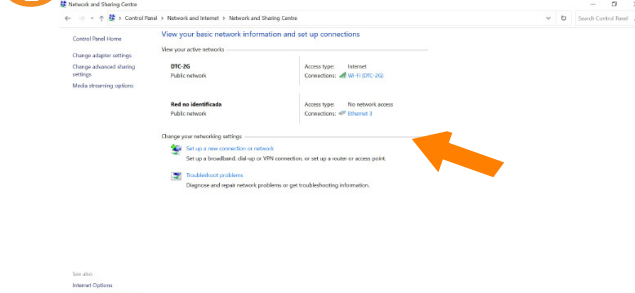 Network and Sharing Centre
Control Panel > Network and Internet > Network and Sharing Centre
Search Control Panel
Control Panel Home
Change adapter settings
Change advanced sharing
settings
Media streaming options
View your basic network information and set up connections
View your active networks
DTC-2G
Public network
Access type: Internet
Connections: Wi-Fi (DTC-2G)
Red no identificada
Public network
Access type: No network access
Connections: Ethernet 3
Change your networking settings
Set up a new connection or network
Set up a broadband, dial-up or VPN connection, or set up a router or access point.
Troubleshoot problems
Diagnose and repair network problems or get troubleshooting information.
See also
Internet Options